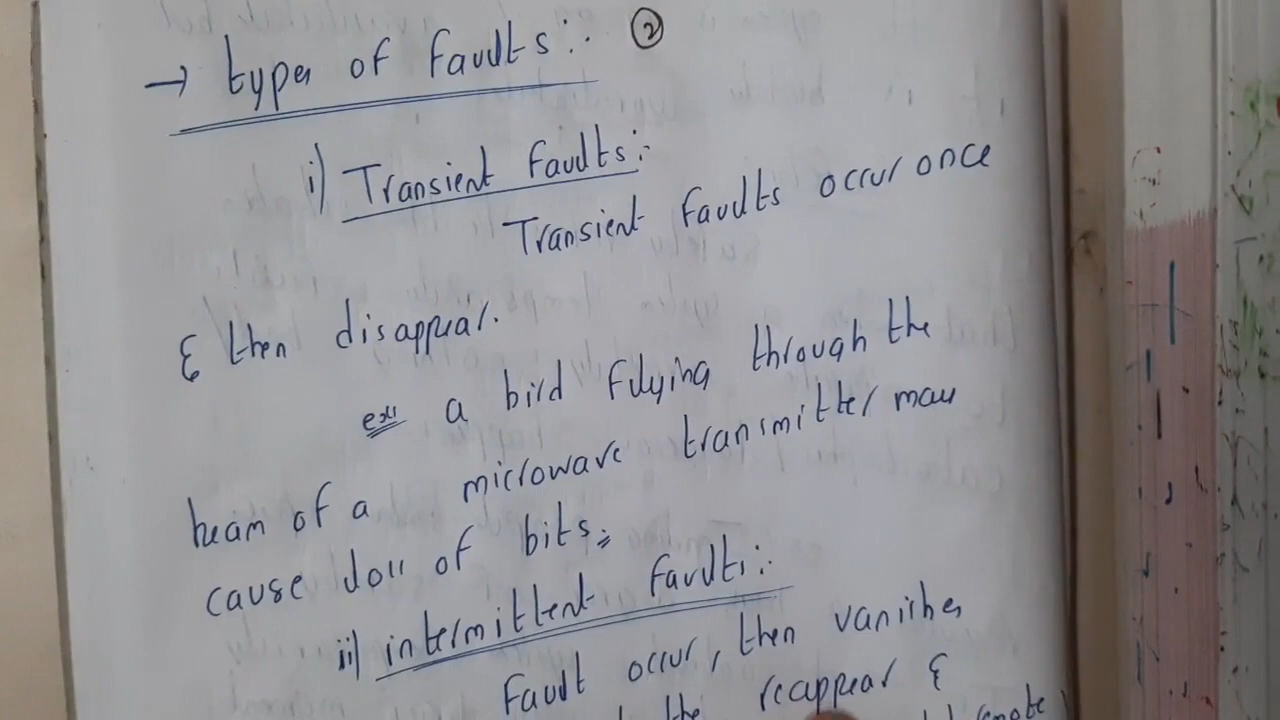 → types of faults:- ②
i) Transient faults:-
Transient faults occur once
& then disappear.
ex:- a bird flying through the
beam of a microwave transmitter may
cause loss of bits.
ii) intermittent faults:-
Fault occur, then vanishes,
the reappear &